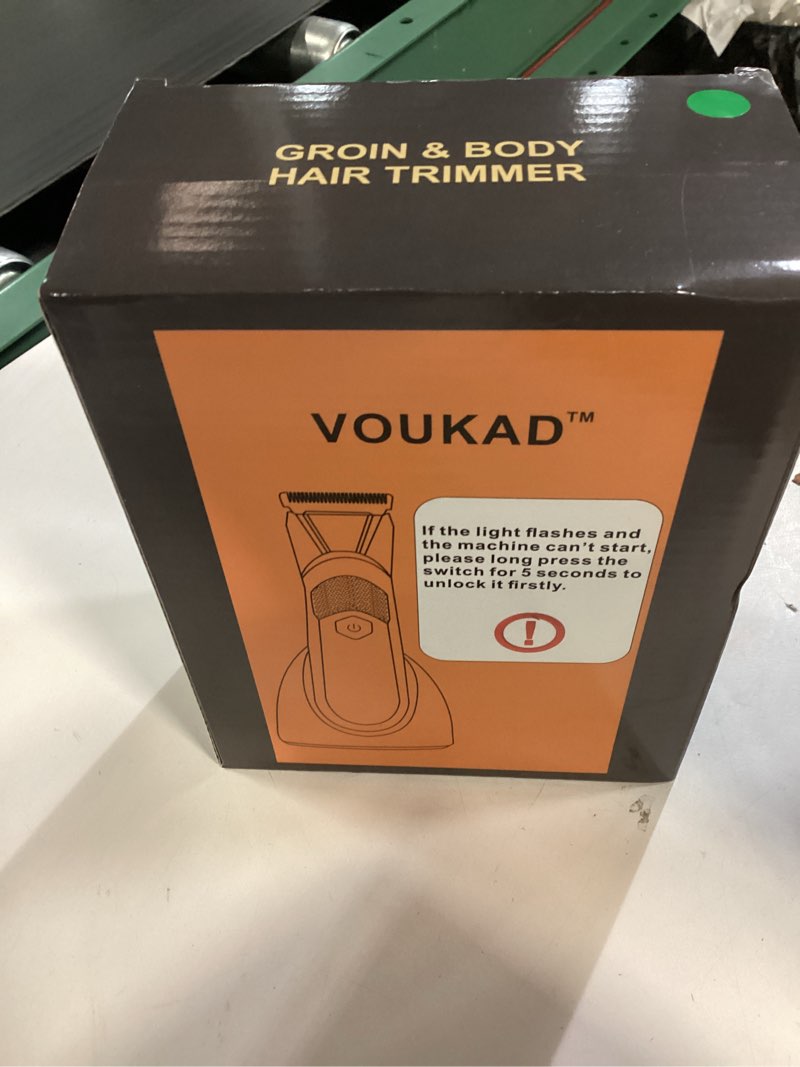 GROIN & BODY
HAIR TRIMMER
VOUKAD™
If the light flashes and
the machine can't start,
please long press the
switch for 5 seconds to
unlock it firstly.
!